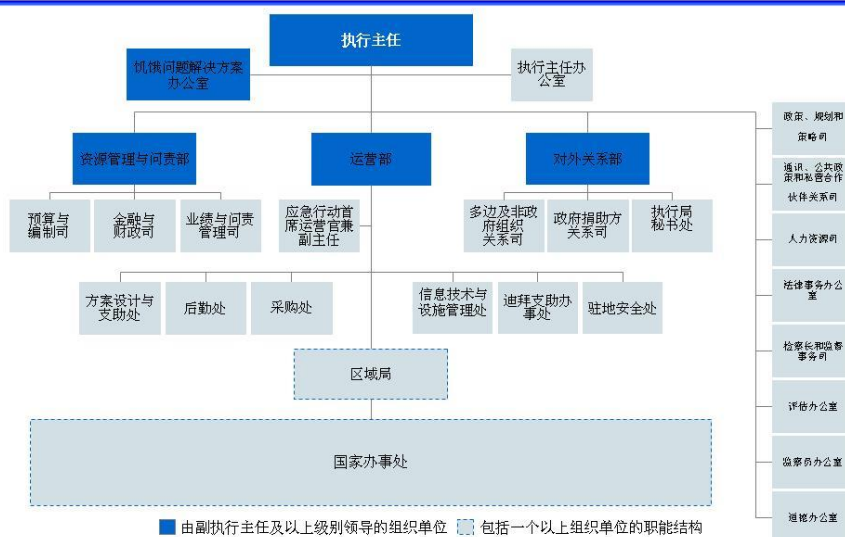 执行主任
饥饿问题解决方案
办公室
执行主任办
公室
资源管理与问责部
运营部
对外关系部
预算与
编制司
金融与
财政司
业绩与问责
管理司
应急行动首
席运营官兼
副主任
多边及非政
府组织
关系司
政府捐助方
关系司
执行局
秘书处
方案设计与
支助处
后勤处
采购处
信息技术与
设施管理处
迪拜支助办
事处
驻地安全处
区域局
国家办事处
政策、规划和
策略司
通讯、公共政
策和私营合作
伙伴关系司
人力资源司
法律事务办公
室
检察长和监督
事务司
评估办公室
监察员办公室
道德办公室
由副执行主任及以上级别领导的组织单位
包括一个以上组织单位的职能结构